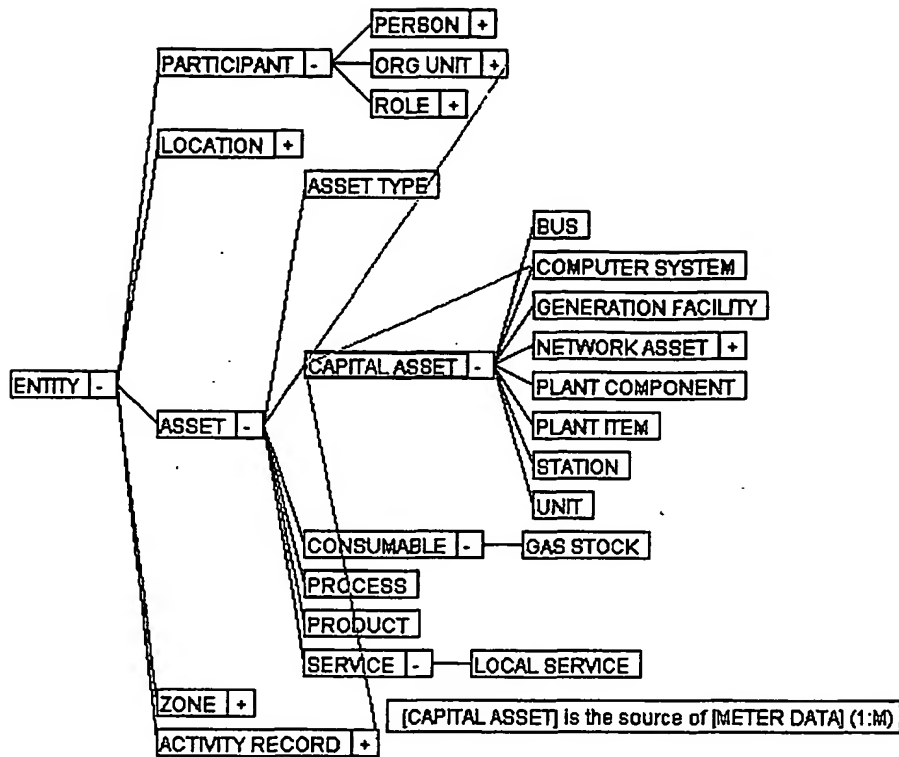 PERSON +
PARTICIPANT - ORG UNIT +
ROLE +
LOCATION +
ASSET TYPE
BUS
COMPUTER SYSTEM
GENERATION FACILITY
NETWORK ASSET +
CAPITAL ASSET -
ENTITY -
PLANT COMPONENT
ASSET -
PLANT ITEM
STATION
UNIT
CONSUMABLE - GAS STOCK
PROCESS
PRODUCT
SERVICE - LOCAL SERVICE
ZONE +
[CAPITAL ASSET] is the source of [METER DATA] (1:M)
ACTIVITY RECORD +